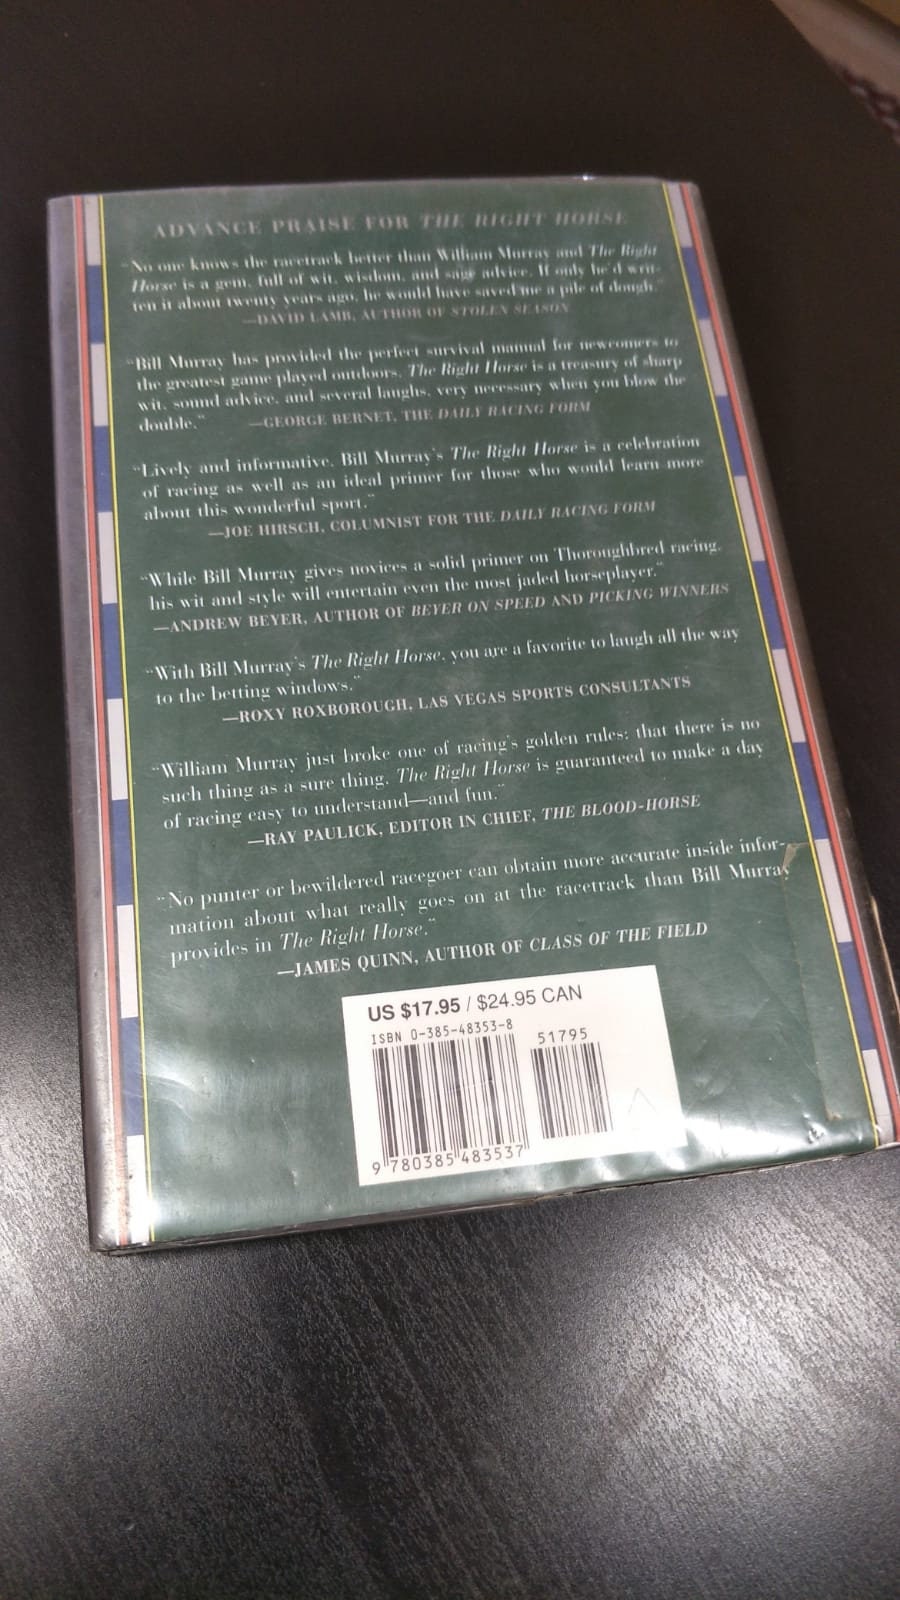 ADVANCE PRAISE FOR THE RIGHT HORSE
"No one knows the racetrack better than William Murray and The Right
Horse is a gem, full of wit, wisdom, and sage advice. If only he'd writ-
ten it about twenty years ago, he would have saved me a pile of dough."
—DAVID LAMB, AUTHOR OF STOLEN SEASON
"Bill Murray has provided the perfect survival manual for newcomers to
the greatest game played outdoors. The Right Horse is a treasury of sharp
wit, sound advice, and several laughs, very necessary when you blow the
double." —GEORGE BERNET, THE DAILY RACING FORM
"Lively and informative, Bill Murray's The Right Horse is a celebration
of racing as well as an ideal primer for those who would learn more
about this wonderful sport."
—JOE HIRSCH, COLUMNIST FOR THE DAILY RACING FORM
"While Bill Murray gives novices a solid primer on Thoroughbred racing,
his wit and style will entertain even the most jaded horseplayer."
—ANDREW BEYER, AUTHOR OF BEYER ON SPEED AND PICKING WINNERS
"With Bill Murray's The Right Horse, you are a favorite to laugh all the way
to the betting windows."
—ROXY ROXBOROUGH, LAS VEGAS SPORTS CONSULTANTS
"William Murray just broke one of racing's golden rules: that there is no
such thing as a sure thing. The Right Horse is guaranteed to make a day
of racing easy to understand—and fun."
—RAY PAULICK, EDITOR IN CHIEF, THE BLOOD-HORSE
"No punter or bewildered racegoer can obtain more accurate inside infor-
mation about what really goes on at the racetrack than Bill Murray
provides in The Right Horse."
—JAMES QUINN, AUTHOR OF CLASS OF THE FIELD
US $17.95 / $24.95 CAN
ISBN 0-385-48353-8
51795
9 780385 483537